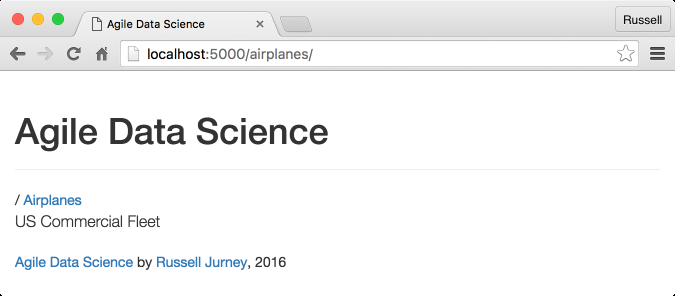 Agile Data Science
Russell
localhost:5000/airplanes/
Agile Data Science
/ Airplanes
US Commercial Fleet
Agile Data Science by Russell Jurney, 2016